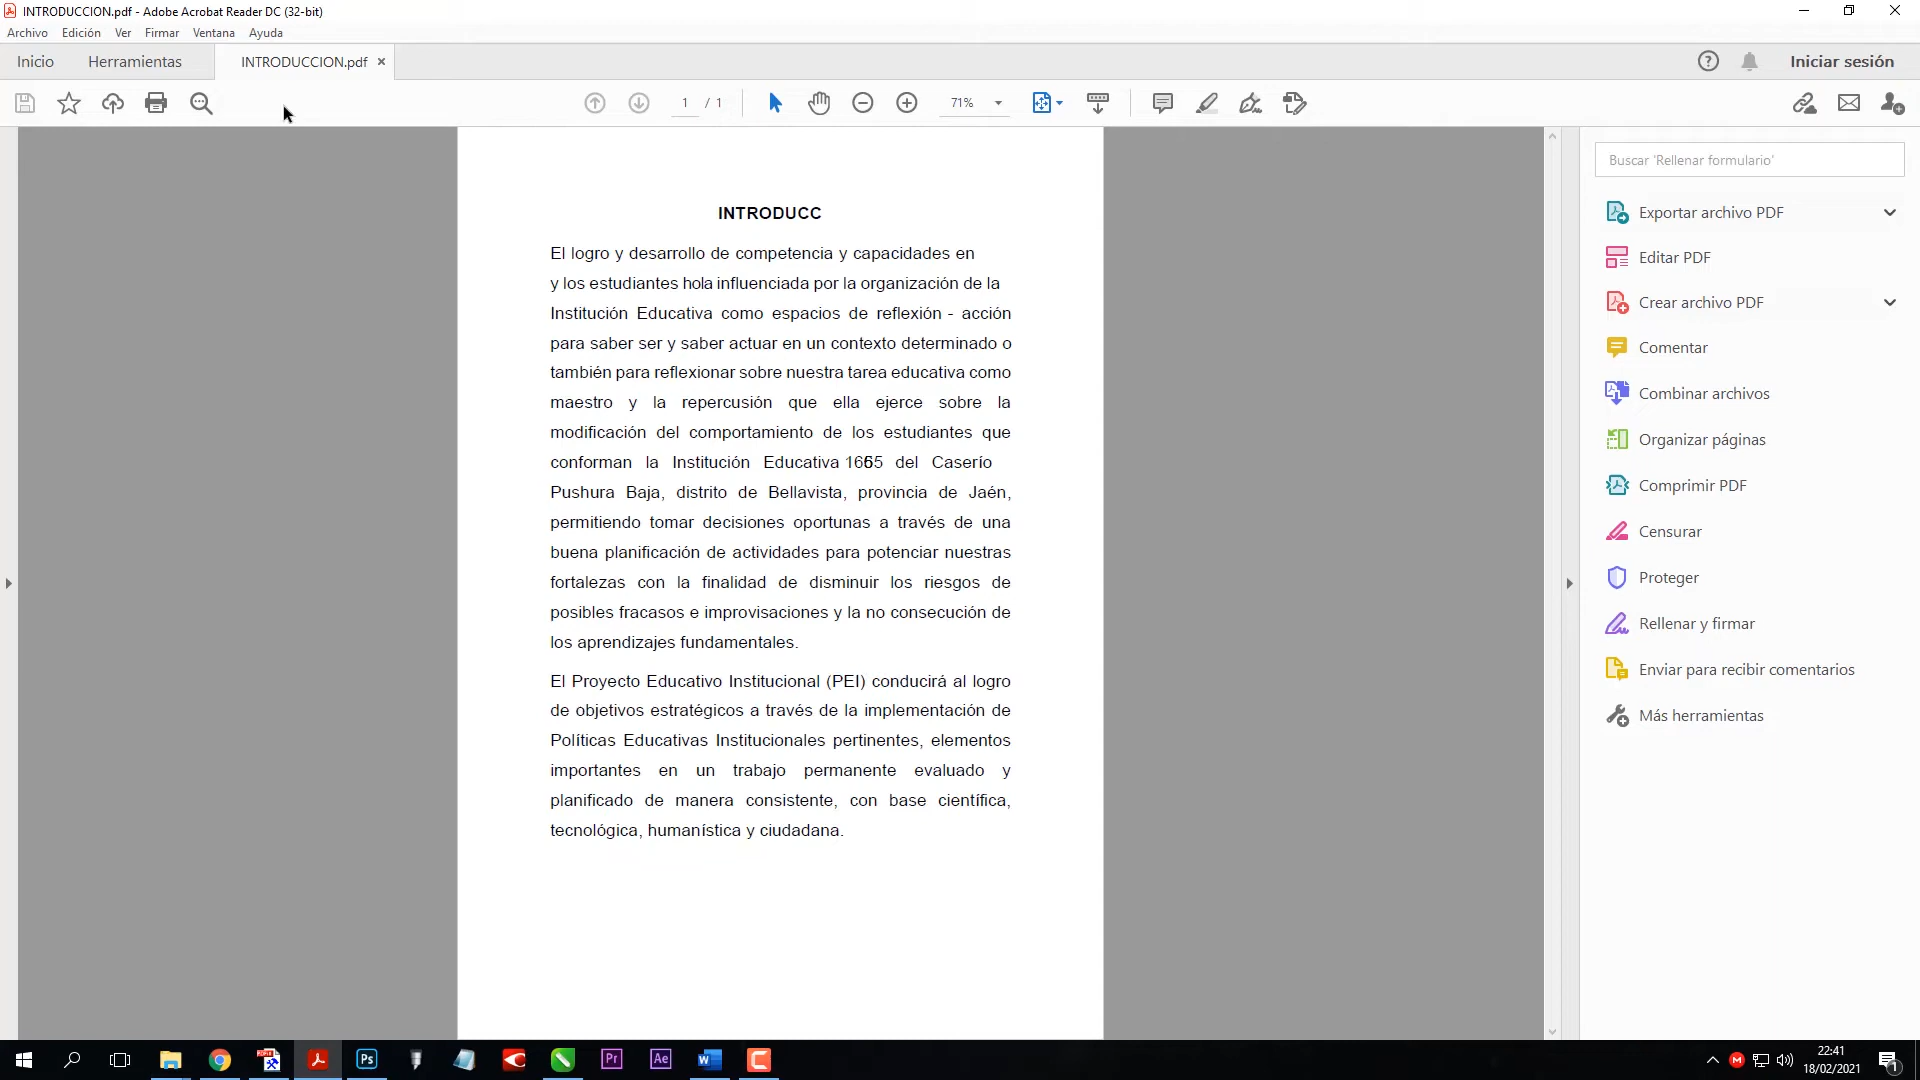 INTRODUCCION.pdf - Adobe Acrobat Reader DC (32-bit)
Archivo Edición Ver Firmar Ventana Ayuda
Inicio Herramientas INTRODUCCION.pdf × Iniciar sesión
1 / 1 71%
Buscar 'Rellenar formulario'
Exportar archivo PDF
Editar PDF
Crear archivo PDF
Comentar
Combinar archivos
Organizar páginas
Comprimir PDF
Censurar
Proteger
Rellenar y firmar
Enviar para recibir comentarios
Más herramientas
INTRODUCC
El logro y desarrollo de competencia y capacidades en
y los estudiantes hola influenciada por la organización de la
Institución Educativa como espacios de reflexión - acción
para saber ser y saber actuar en un contexto determinado o
también para reflexionar sobre nuestra tarea educativa como
maestro y la repercusión que ella ejerce sobre la
modificación del comportamiento de los estudiantes que
conforman la Institución Educativa 1665 del Caserío
Pushura Baja, distrito de Bellavista, provincia de Jaén,
permitiendo tomar decisiones oportunas a través de una
buena planificación de actividades para potenciar nuestras
fortalezas con la finalidad de disminuir los riesgos de
posibles fracasos e improvisaciones y la no consecución de
los aprendizajes fundamentales.
El Proyecto Educativo Institucional (PEI) conducirá al logro
de objetivos estratégicos a través de la implementación de
Políticas Educativas Institucionales pertinentes, elementos
importantes en un trabajo permanente evaluado y
planificado de manera consistente, con base científica,
tecnológica, humanística y ciudadana.
Ps Pr Ae
22:41
18/02/2021
1